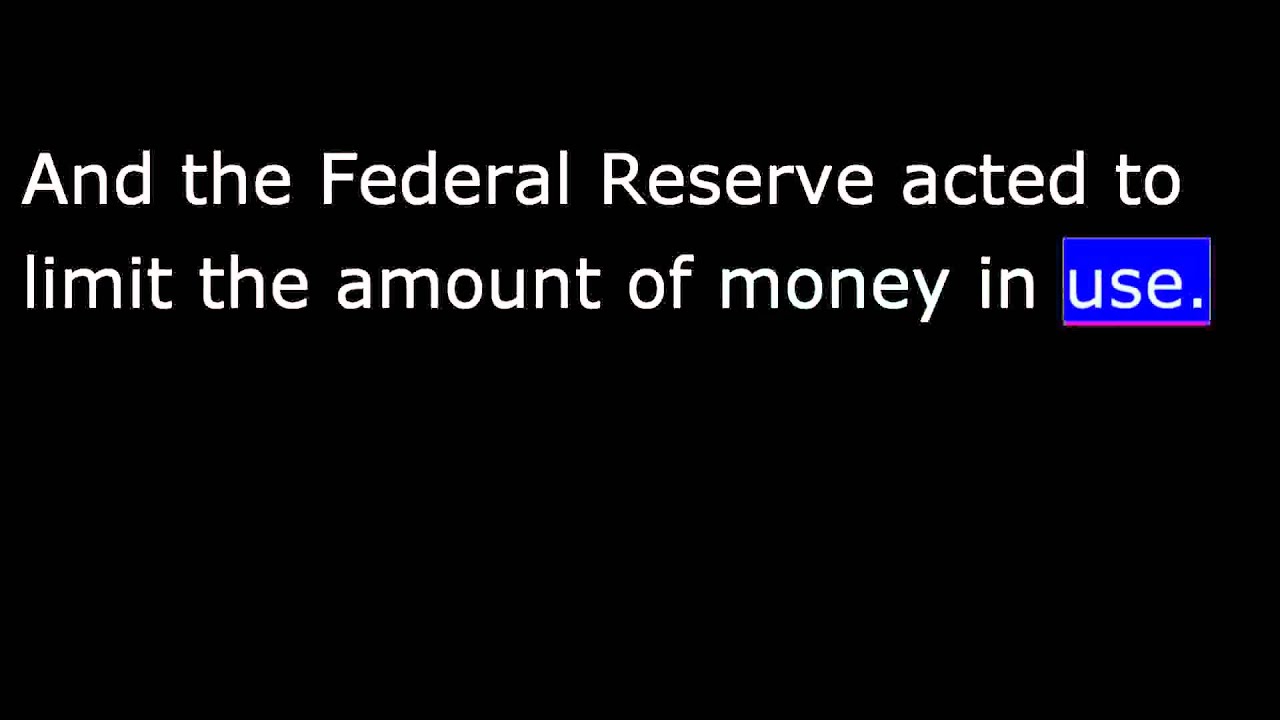 And the Federal Reserve acted to
limit the amount of money in use.